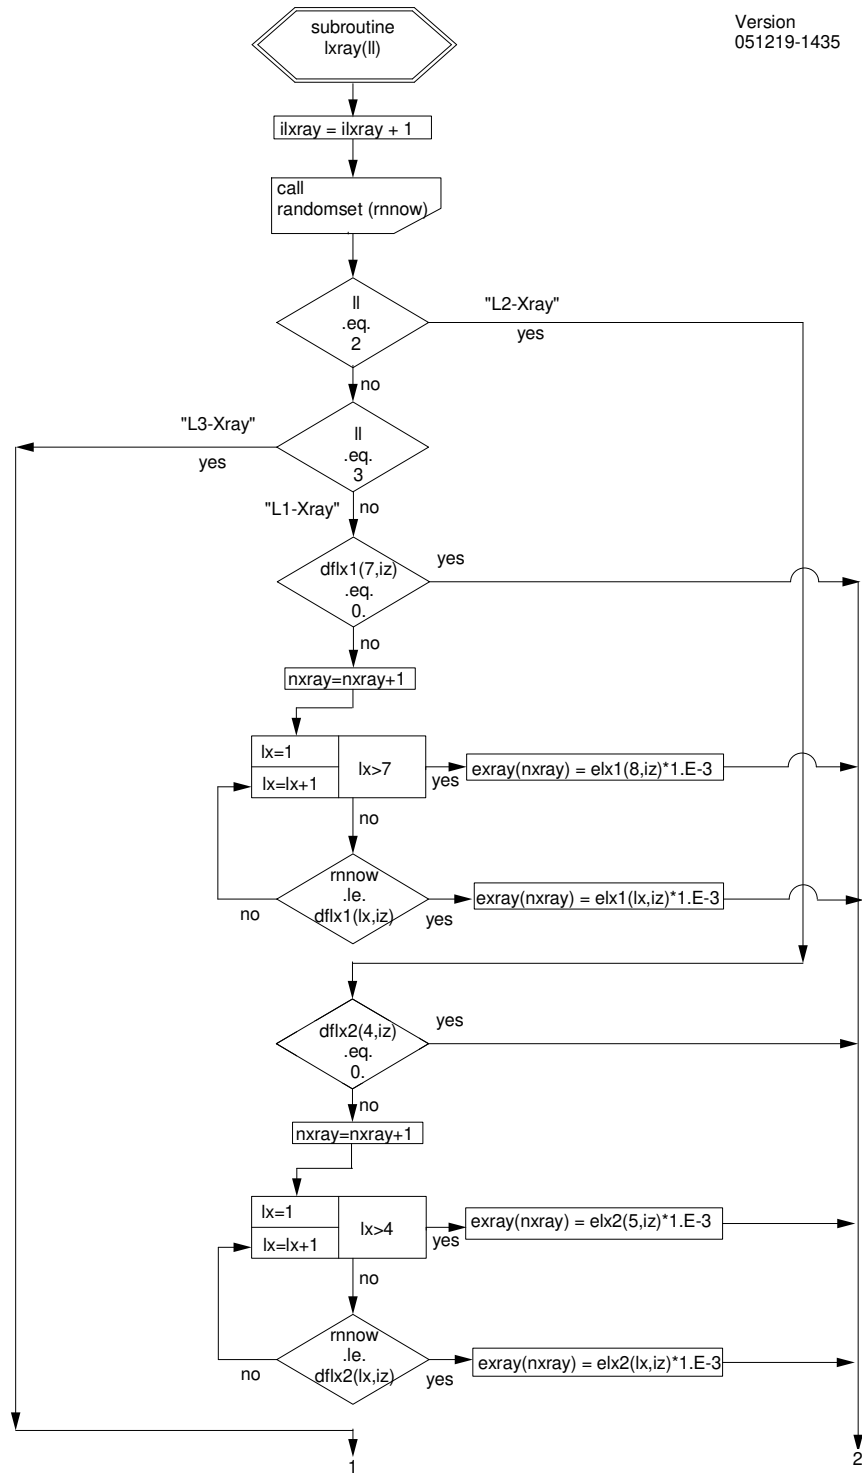 subroutine
lxray(ll)
Version
051219-1435
ilxray = ilxray + 1
call
randomset (rnnow)
ll
.eq.
2
"L2-Xray"
yes
no
ll
.eq.
3
"L3-Xray"
yes
"L1-Xray"
no
dflx1(7,iz)
.eq.
0.
yes
no
nxray=nxray+1
lx=1
lx=lx+1
lx>7
yes
exray(nxray) = elx1(8,iz)*1.E-3
no
rnnow
.le.
dflx1(lx,iz)
no
yes
exray(nxray) = elx1(lx,iz)*1.E-3
dflx2(4,iz)
.eq.
0.
yes
no
nxray=nxray+1
lx=1
lx=lx+1
lx>4
yes
exray(nxray) = elx2(5,iz)*1.E-3
no
rnnow
.le.
dflx2(lx,iz)
no
yes
exray(nxray) = elx2(lx,iz)*1.E-3
1
2